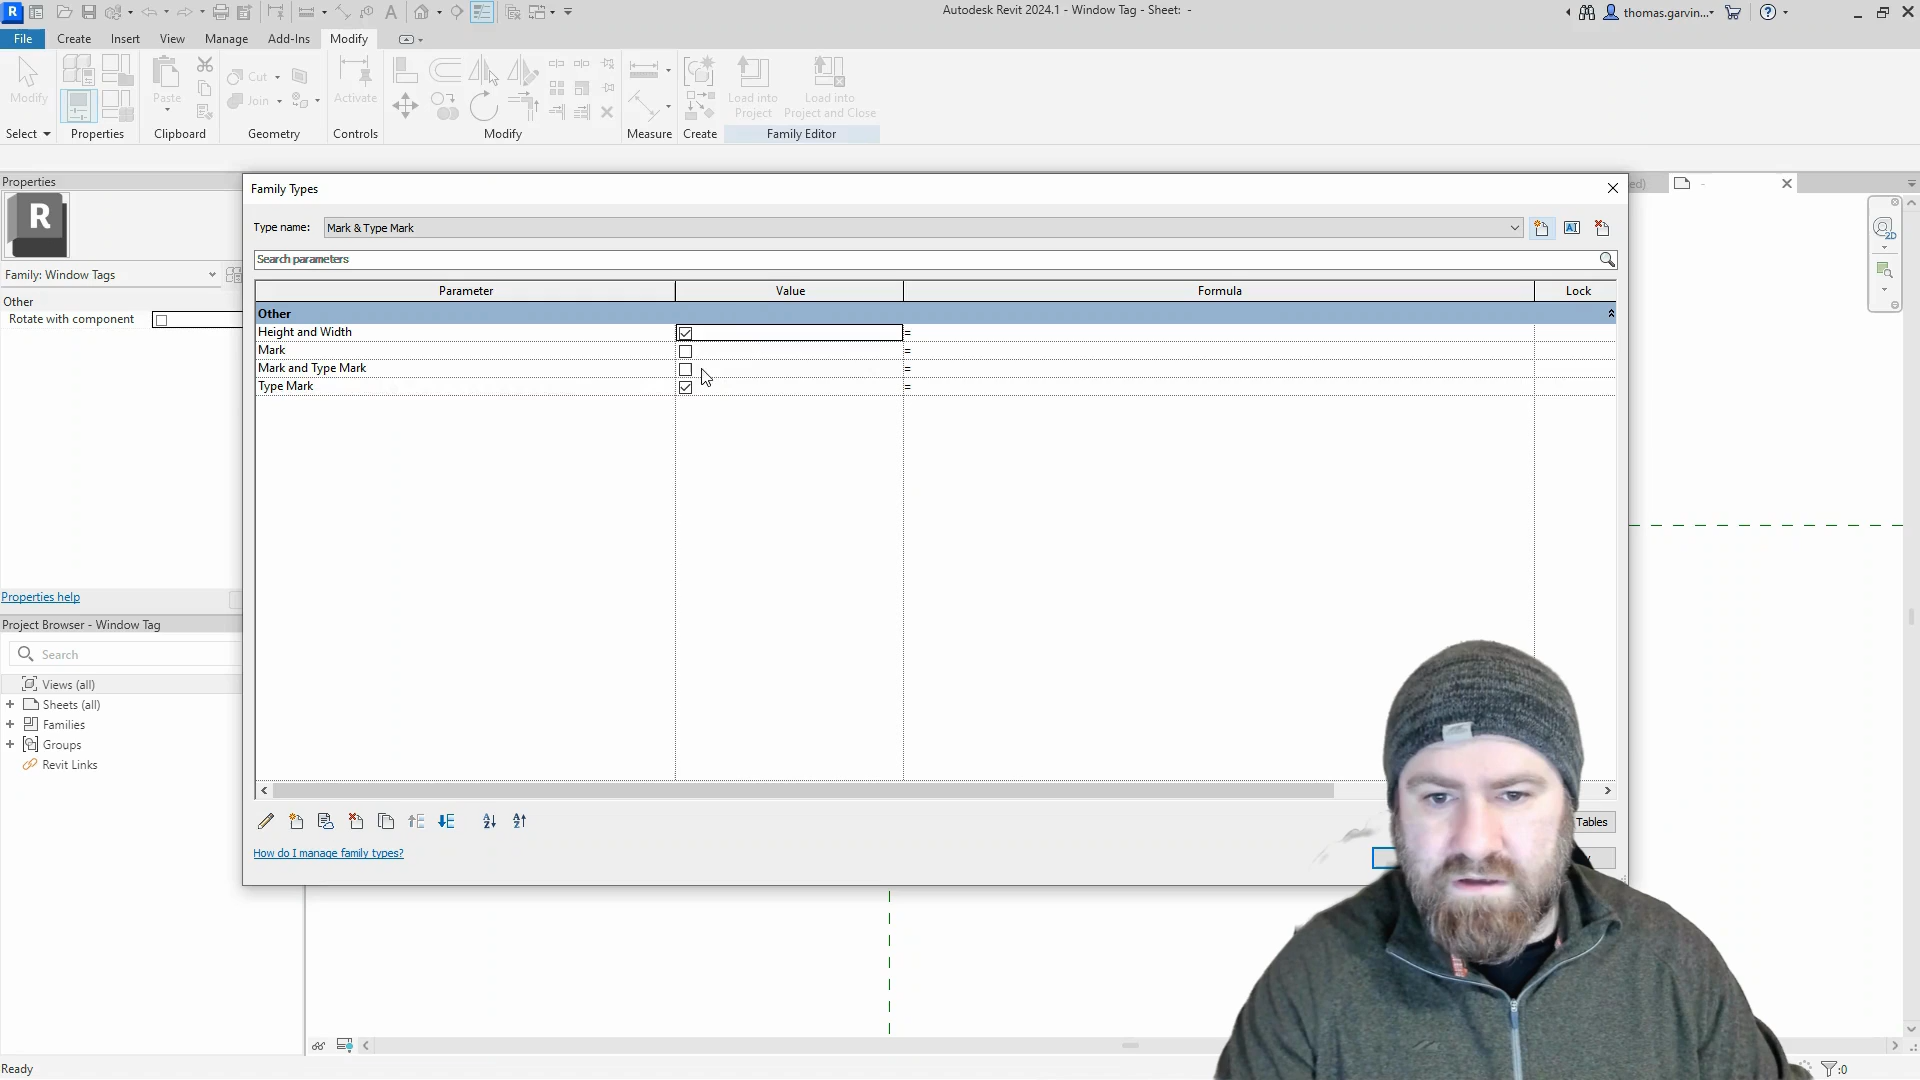 Autodesk Revit 2024.1 - Window Tag - Sheet: -
thomas.garvin...
File Create Insert View Manage Add-Ins Modify
Modify Paste Cut Join Activate Load into Project Load into Project and Close
Select Properties Clipboard Geometry Controls Modify Measure Create Family Editor
Properties
R
Family: Window Tags
Other
Rotate with component
Properties help
Project Browser - Window Tag
Search
Views (all)
Sheets (all)
Families
Groups
Revit Links
Ready
Family Types
Type name: Mark & Type Mark
Search parameters
Parameter Value Formula Lock
Other
Height and Width =
Mark =
Mark and Type Mark =
Type Mark =
Tables
How do I manage family types?
:0